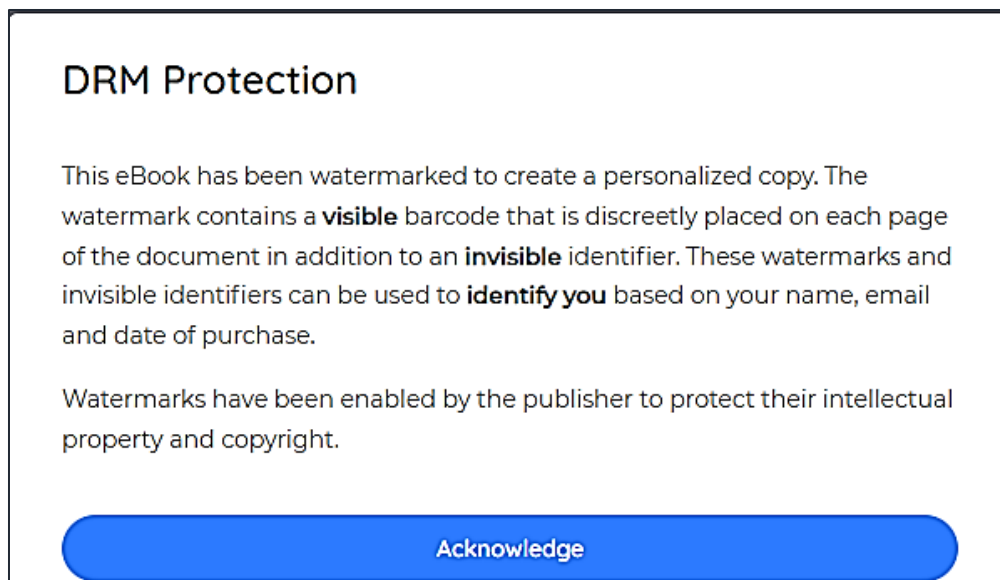 DRM Protection
This eBook has been watermarked to create a personalized copy. The
watermark contains a visible barcode that is discreetly placed on each page
of the document in addition to an invisible identifier. These watermarks and
invisible identifiers can be used to identify you based on your name, email
and date of purchase.
Watermarks have been enabled by the publisher to protect their intellectual
property and copyright.
Acknowledge